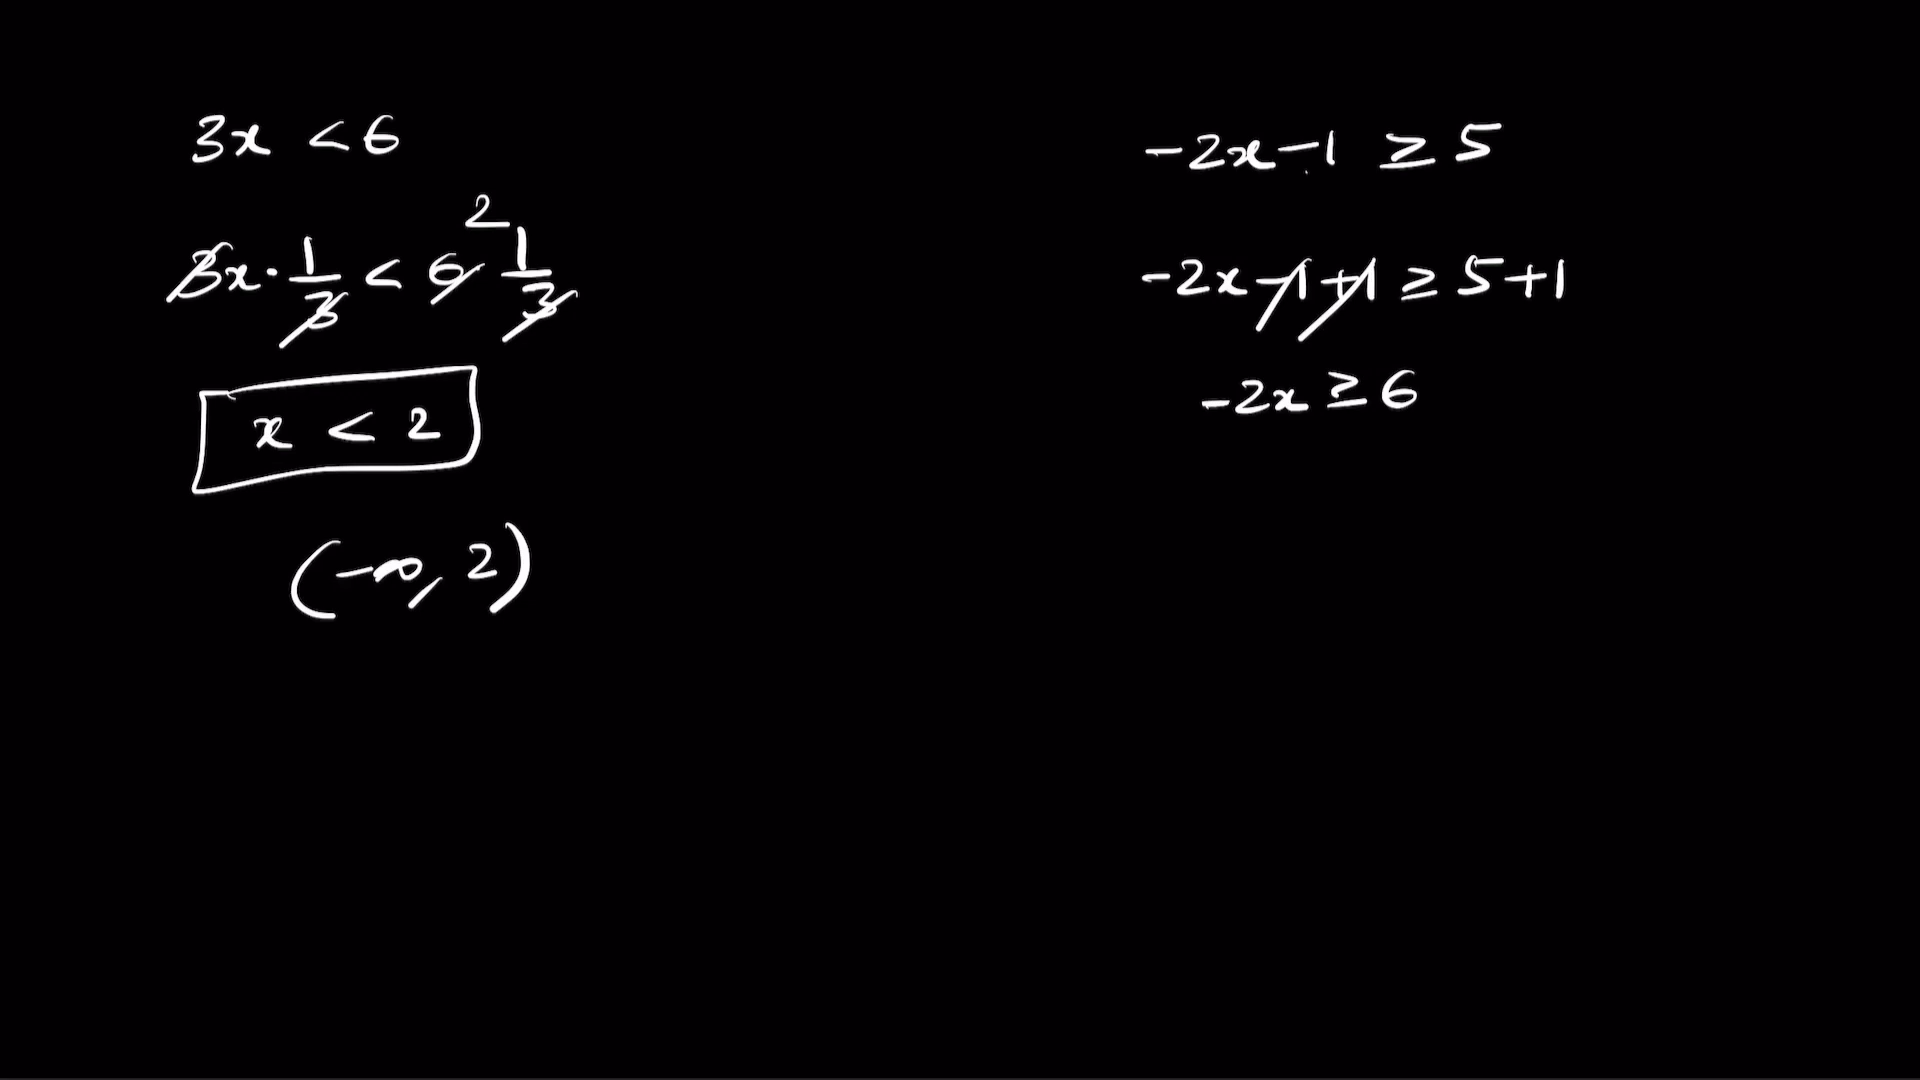 3x < 6
3x · 1/3 < 6 2 1/3
x < 2
(-∞, 2)
-2x - 1 ≥ 5
-2x - 1 + 1 ≥ 5 + 1
-2x ≥ 6